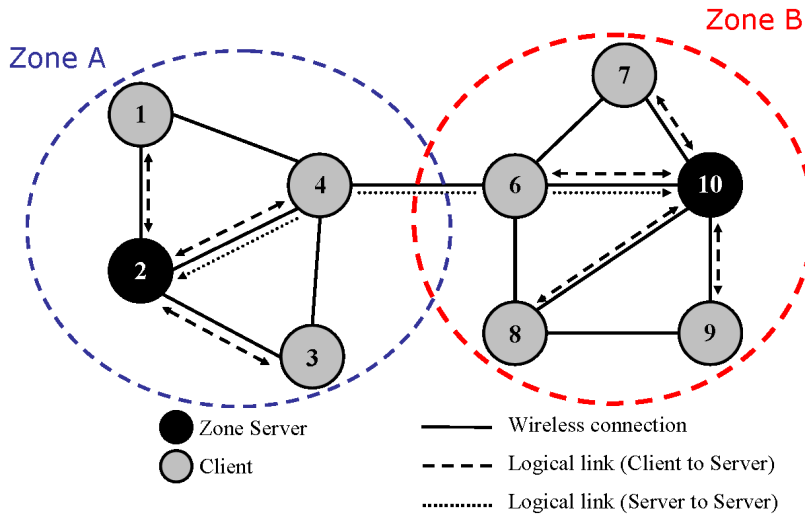 Zone A
Zone B
1
2
3
4
6
7
8
9
10
Zone Server
Client
Wireless connection
Logical link (Client to Server)
Logical link (Server to Server)